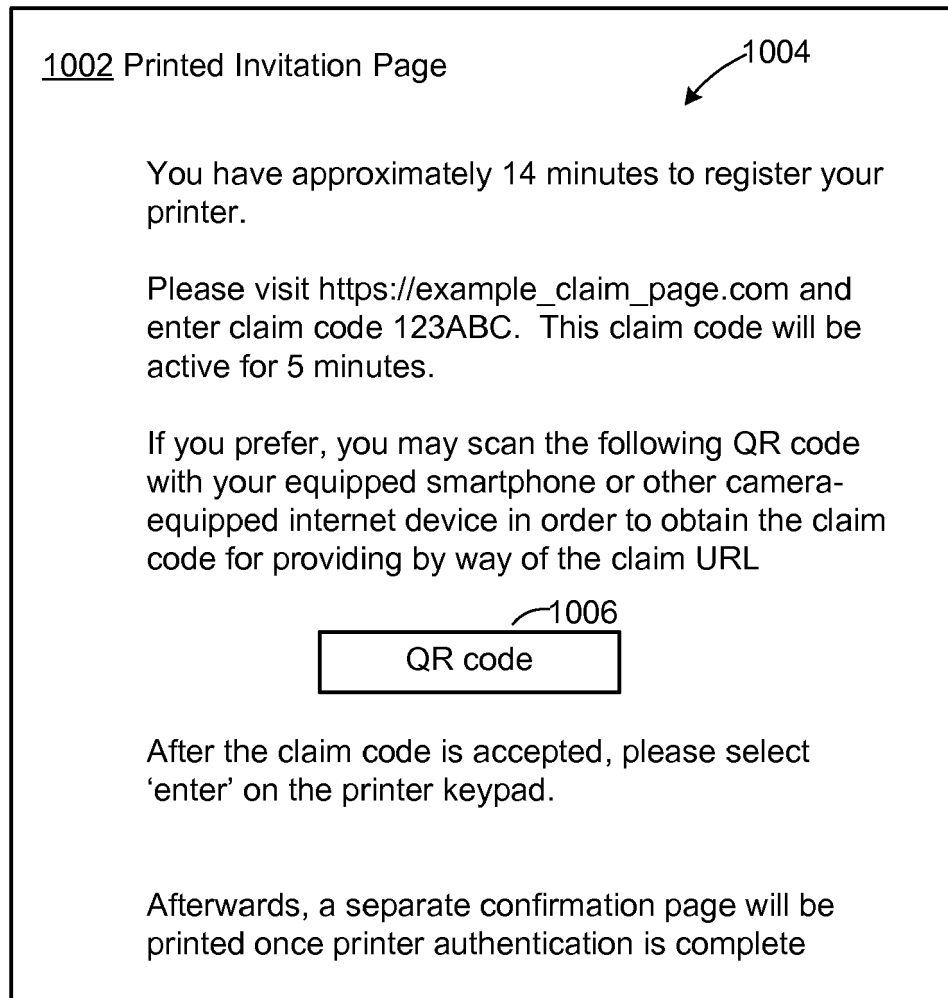 1002 Printed Invitation Page
1004
You have approximately 14 minutes to register your
printer.
Please visit https://example_claim_page.com and
enter claim code 123ABC.  This claim code will be
active for 5 minutes.
If you prefer, you may scan the following QR code
with your equipped smartphone or other camera-
equipped internet device in order to obtain the claim
code for providing by way of the claim URL
1006
QR code
After the claim code is accepted, please select
‘enter’ on the printer keypad.
Afterwards, a separate confirmation page will be
printed once printer authentication is complete